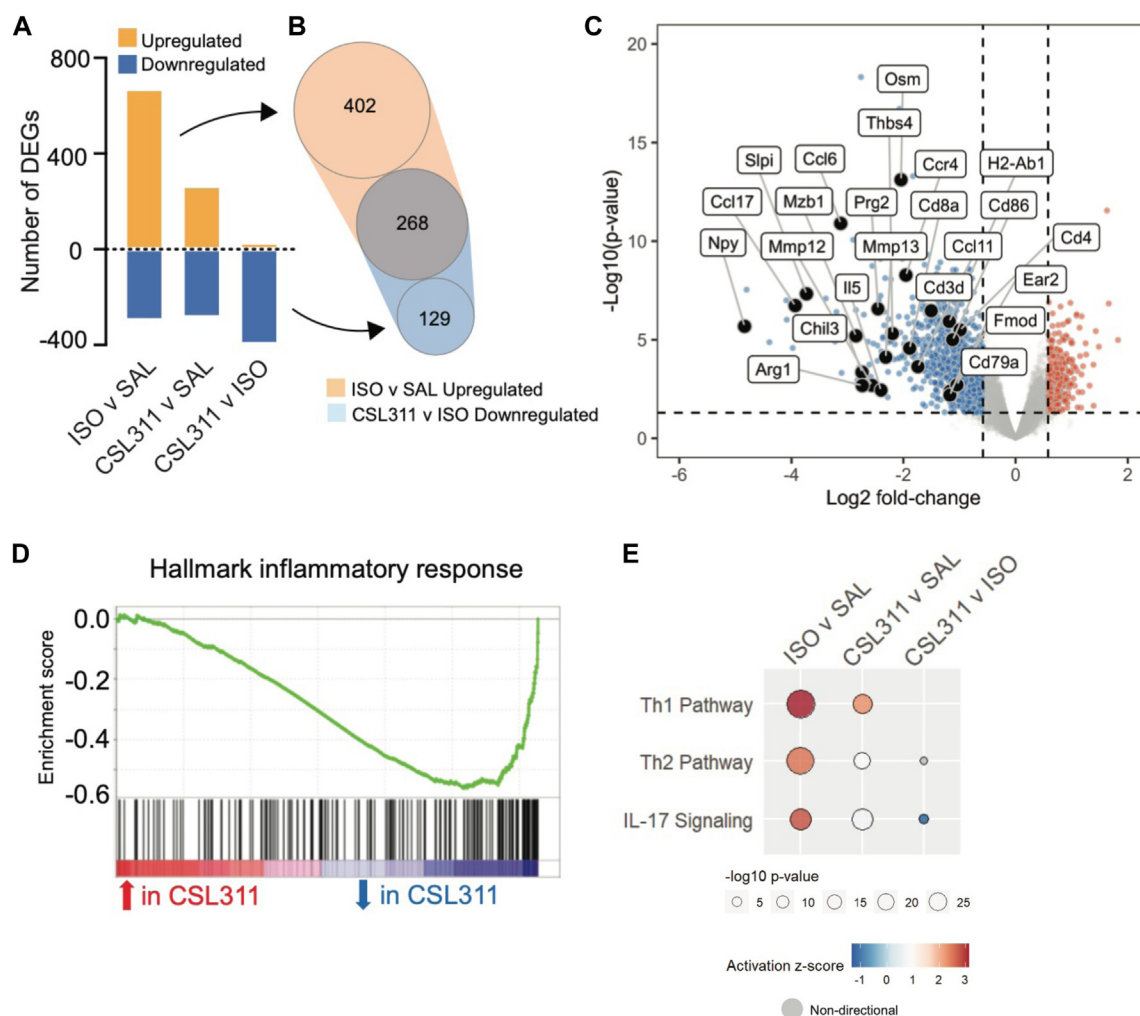 A
Upregulated
Downregulated
800
400
0
-400
Number of DEGs
ISO v SAL
CSL311 v SAL
CSL311 v ISO
B
402
268
129
ISO v SAL Upregulated
CSL311 v ISO Downregulated
C
20
15
10
5
0
-Log10(p-value)
Osm
Thbs4
Slpi
Ccl6
Ccr4
H2-Ab1
Ccl17
Mzb1
Prg2
Cd8a
Cd86
Npy
Mmp12
Mmp13
Ccl11
Cd4
Il5
Cd3d
Ear2
Chil3
Fmod
Arg1
Cd79a
-6
-4
-2
0
2
Log2 fold-change
D
Hallmark inflammatory response
0.0
-0.2
-0.4
-0.6
Enrichment score
in CSL311
in CSL311
E
ISO v SAL
CSL311 v SAL
CSL311 v ISO
Th1 Pathway
Th2 Pathway
IL-17 Signaling
-log10 p-value
5
10
15
20
25
Activation z-score
-1
0
1
2
3
Non-directional